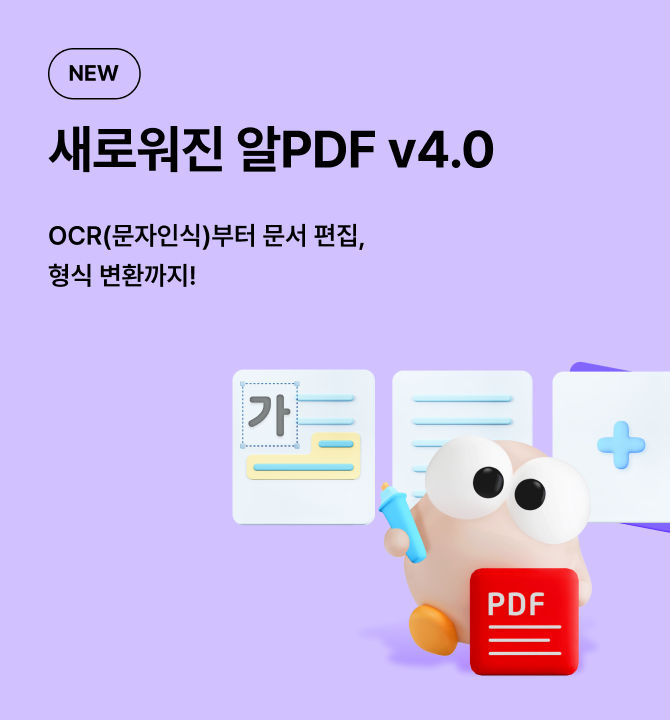 NEW
새로워진 알PDF v4.0
OCR(문자인식)부터 문서 편집,
형식 변환까지!
가
PDF